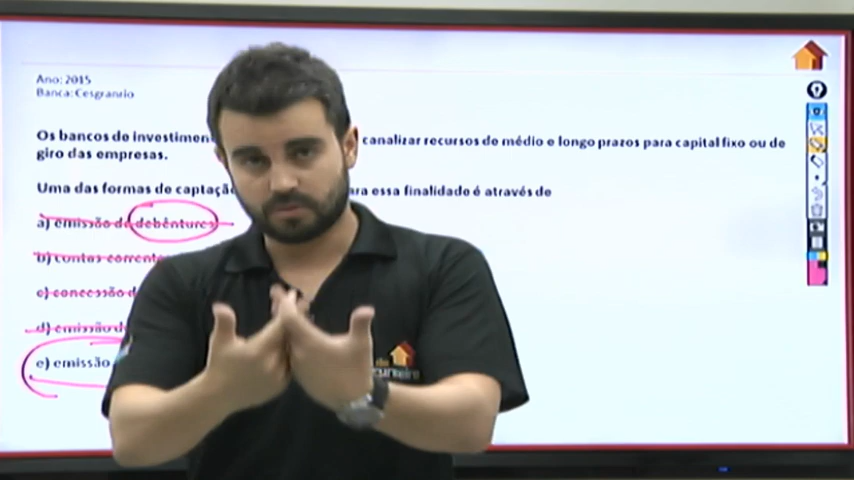 Ano: 2015
Banca: Cesgranrio
Os bancos de investimen canalizar recursos de médio e longo prazos para capital fixo ou de
giro das empresas.
Uma das formas de captação ara essa finalidade é através de
a) emissão de debêntures
b) contas corrente
c) concessão d
d) emissão d
e) emissão